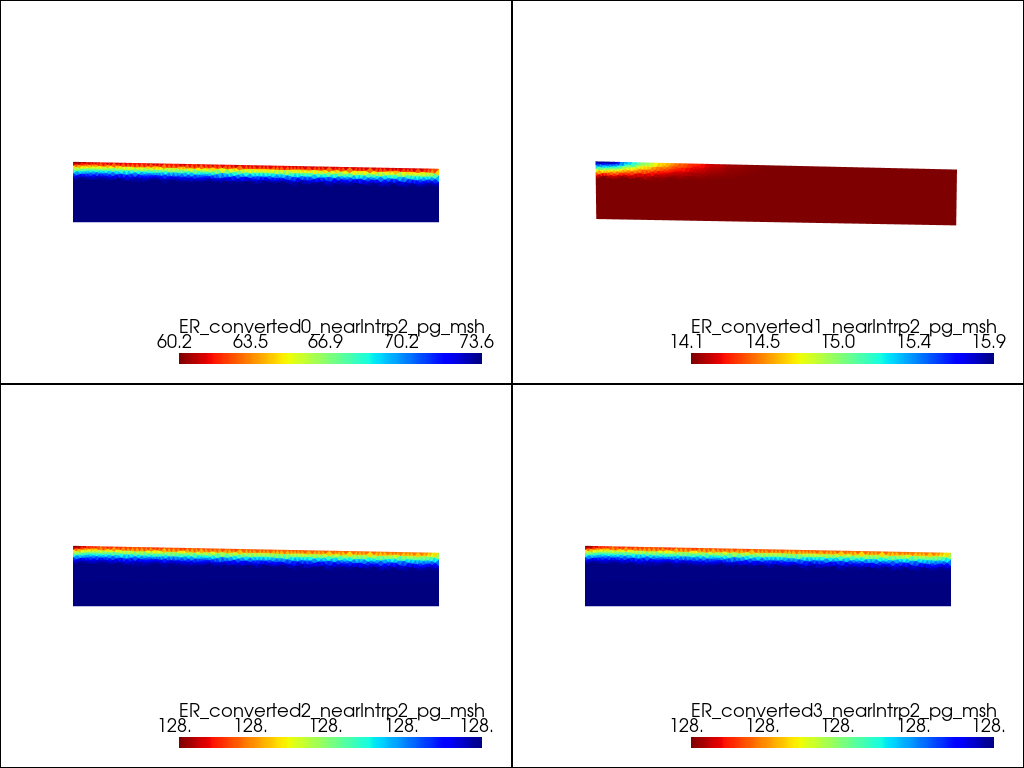 ER_converted0_nearIntrp2_pg_msh
60.2 63.5 66.9 70.2 73.6
ER_converted1_nearIntrp2_pg_msh
14.1 14.5 15.0 15.4 15.9
ER_converted2_nearIntrp2_pg_msh
128. 128. 128. 128. 128.
ER_converted3_nearIntrp2_pg_msh
128. 128. 128. 128. 128.